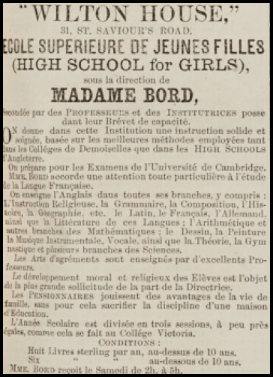 "WILTON HOUSE,"
31, ST. SAVIOUR'S ROAD.
ECOLE SUPERIEURE DE JEUNES FILLES
(HIGH SCHOOL for GIRLS),
sous la direction de
MADAME BORD,
secondée par des PROFESSEURS et des INSTITUTRICES posse
dant leur Brévet de capacité.
ON donne dans cette Institution une instruction solide et
soignée, basée sur les meilleures méthodes employées tant
dans les Collèges de Demoiselles que dans les HIGH SCHOOLS
d'Angleterre.
On prépare pour les Examens de l'Université de Cambridge.
MME. BORD accorde une attention toute particulière à l'étude
de la Langue Française.
On enseigne l'Anglais dans toutes ses branches, y compris :
l'Instruction Religieuse, la Grammaire, la Composition, l'His-
toire, la Géographie, etc. le Latin, le Français, l'Allemand,
ainsi que la Littérature de ces Langues ; l'Arithmétique et
autres branches des Mathématiques : le Dessin, la Peinture
la Musique Instrumentale, Vocale, ainsi que la Théorie, la Gym
nastique et plusieurs branches des Sciences.
Les Arts d'agréments sont enseignés par d'excellents Pro-
fesseurs.
Le développement moral et religieux des Elèves est l'objet
de la plus grande sollicitude de la part de la Directrice.
Les PENSIONNAIRES jouissent des avantages de la vie de
famille, sans pour cela sacrifier la discipline d'une maison
d'Education.
L'Année Scolaire est divisée en trois sessions, à peu près
égales, comme cela se fait au Collége Victoria.
CONDITIONS :
Huit Livres sterling par an, au-dessus de 10 ans.
Six " " au-dessous de 10 ans.
MME. BORD reçoit le Samedi de 2h. à 5h.